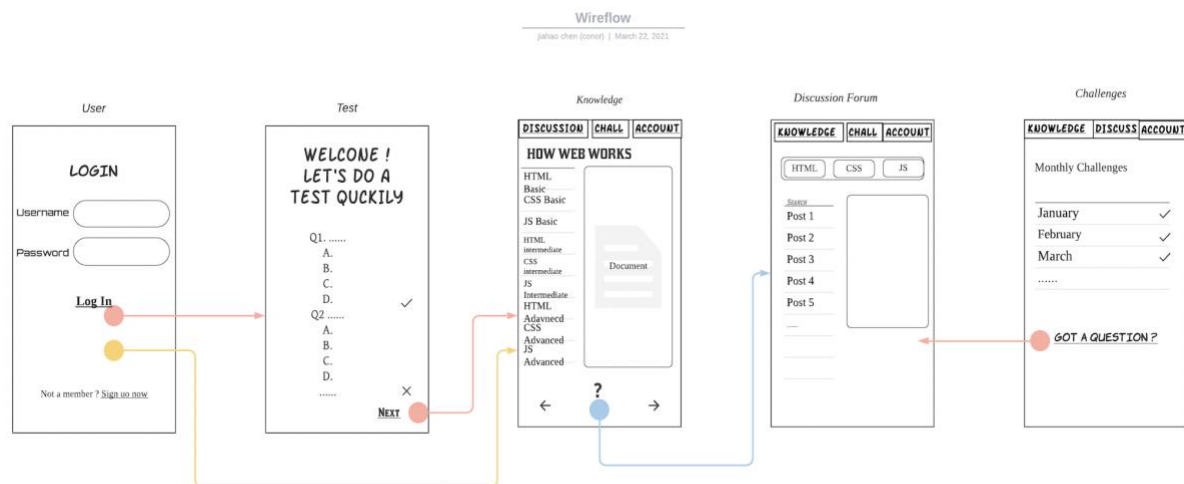 Wireflow
jiahao chen (conor) | March 22, 2021
User
LOGIN
Username
Password
Log In
Not a member ? Sign uo now
Test
WELCONE !
LET'S DO A
TEST QUCKILY
Q1. ......
A.
B.
C.
D.
Q2 ......
A.
B.
C.
D.
......
NEXT
Knowledge
DISCUSSION CHALL ACCOUNT
HOW WEB WORKS
HTML
Basic
CSS Basic
JS Basic
HTML
intermediate
CSS
intermediate
JS
Intermediate
HTML
Adavnecd
CSS
Advanced
JS
Advanced
Document
?
Discussion Forum
KNOWLEDGE CHALL ACCOUNT
HTML CSS JS
Post 1
Post 2
Post 3
Post 4
Post 5
Challenges
KNOWLEDGE DISCUSS ACCOUNT
Monthly Challenges
January
February
March
......
GOT A QUESTION ?